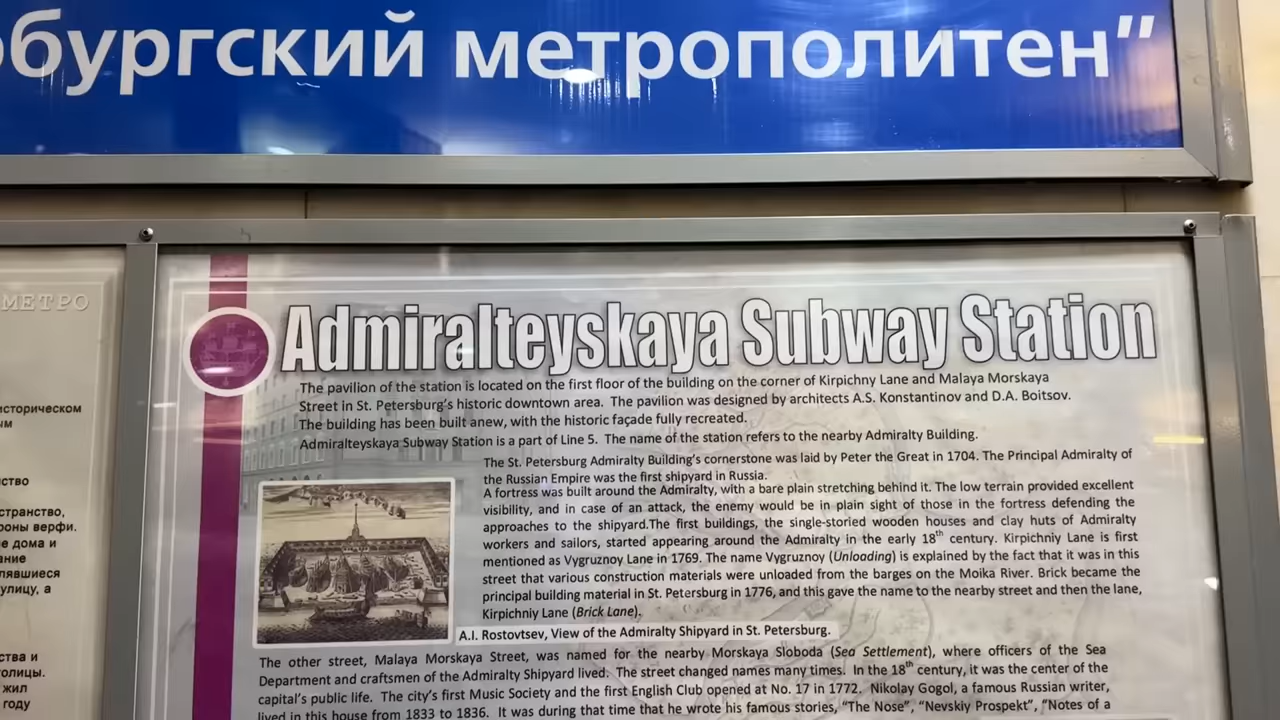 бургский метрополитен"
МЕТРО
историческом
ым
ство
странство,
роны верфи.
е дома и
ание
лявшиеся
улицу, а
ства и
олицы.
жил
году
Admiralteyskaya Subway Station
The pavilion of the station is located on the first floor of the building on the corner of Kirpichny Lane and Malaya Morskaya
Street in St. Petersburg's historic downtown area. The pavilion was designed by architects A.S. Konstantinov and D.A. Boitsov.
The building has been built anew, with the historic façade fully recreated.
Admiralteyskaya Subway Station is a part of Line 5. The name of the station refers to the nearby Admiralty Building.
The St. Petersburg Admiralty Building's cornerstone was laid by Peter the Great in 1704. The Principal Admiralty of
the Russian Empire was the first shipyard in Russia.
A fortress was built around the Admiralty, with a bare plain stretching behind it. The low terrain provided excellent
visibility, and in case of an attack, the enemy would be in plain sight of those in the fortress defending the
approaches to the shipyard.The first buildings, the single-storied wooden houses and clay huts of Admiralty
workers and sailors, started appearing around the Admiralty in the early 18th century. Kirpichniy Lane is first
mentioned as Vygruznoy Lane in 1769. The name Vygruznoy (Unloading) is explained by the fact that it was in this
street that various construction materials were unloaded from the barges on the Moika River. Brick became the
principal building material in St. Petersburg in 1776, and this gave the name to the nearby street and then the lane,
Kirpichniy Lane (Brick Lane).
A.I. Rostovtsev, View of the Admiralty Shipyard in St. Petersburg.
The other street, Malaya Morskaya Street, was named for the nearby Morskaya Sloboda (Sea Settlement), where officers of the Sea
Department and craftsmen of the Admiralty Shipyard lived. The street changed names many times. In the 18th century, it was the center of the
capital's public life. The city's first Music Society and the first English Club opened at No. 17 in 1772. Nikolay Gogol, a famous Russian writer,
lived in this house from 1833 to 1836. It was during that time that he wrote his famous stories, "The Nose", "Nevskiy Prospekt", "Notes of a